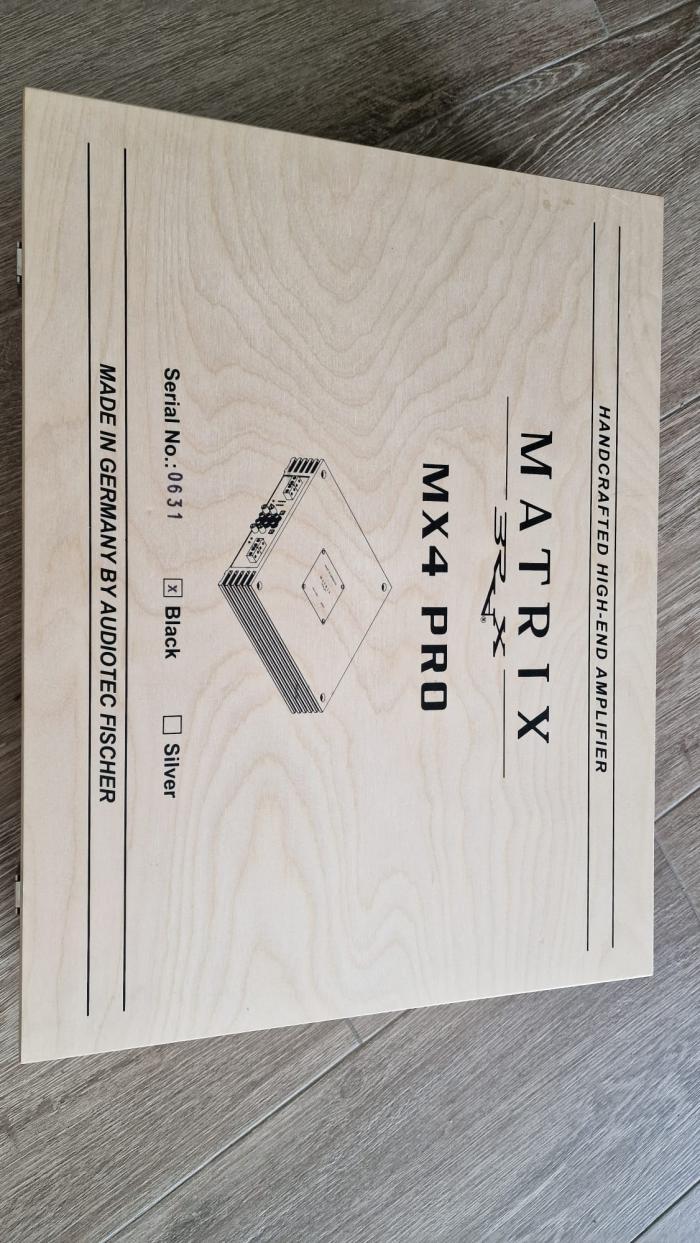 HANDCRAFTED HIGH-END AMPLIFIER
MATRIX
BRAX®
MX4 PRO
Serial No.: 0631 [x] Black [ ] Silver
MADE IN GERMANY BY AUDIOTEC FISCHER